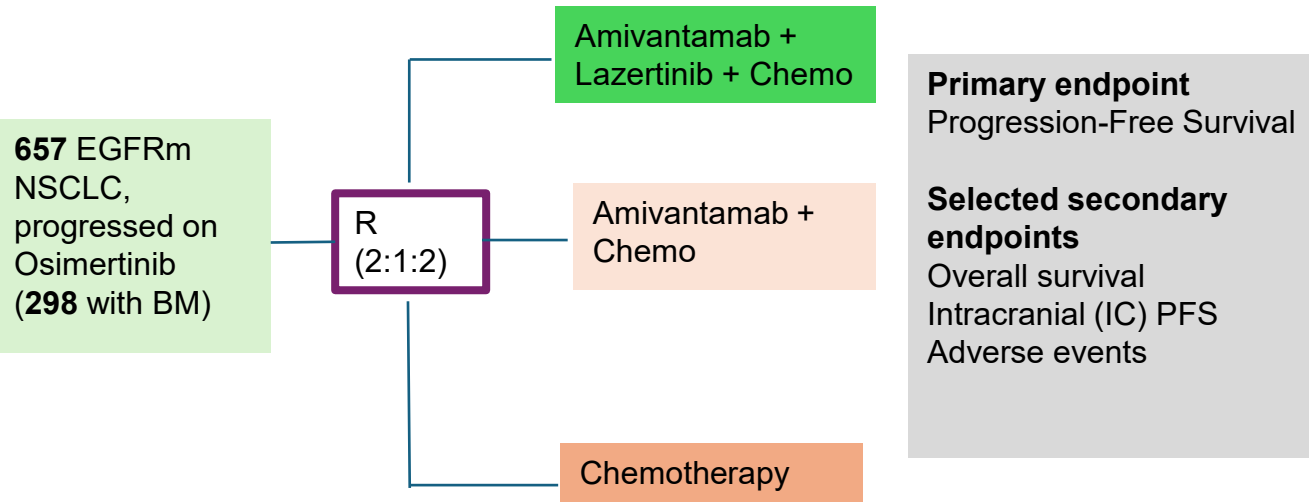 657 EGFRm
NSCLC,
progressed on
Osimertinib
(298 with BM)
R
(2:1:2)
Amivantamab +
Lazertinib + Chemo
Amivantamab +
Chemo
Chemotherapy
Primary endpoint
Progression-Free Survival
Selected secondary
endpoints
Overall survival
Intracranial (IC) PFS
Adverse events